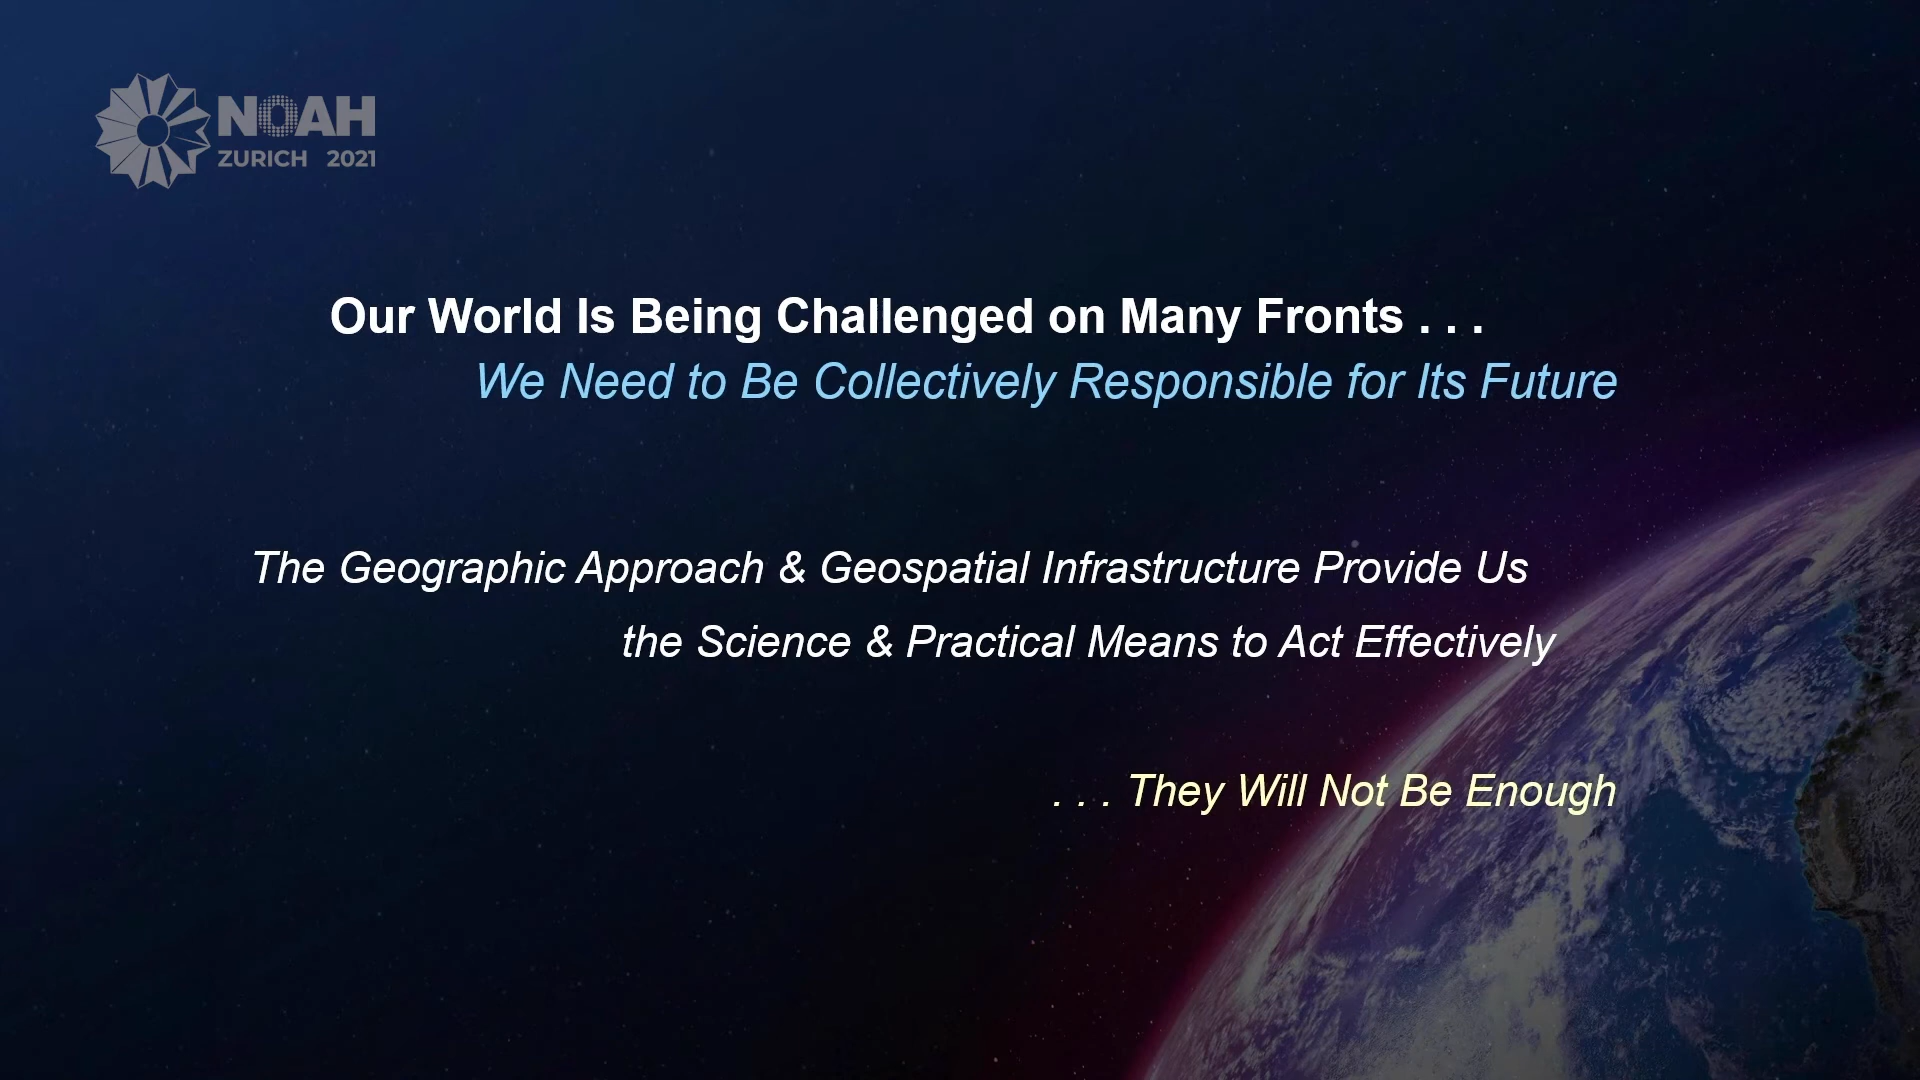 NOAH
ZURICH 2021
Our World Is Being Challenged on Many Fronts . . .
We Need to Be Collectively Responsible for Its Future
The Geographic Approach & Geospatial Infrastructure Provide Us
the Science & Practical Means to Act Effectively
. . . They Will Not Be Enough